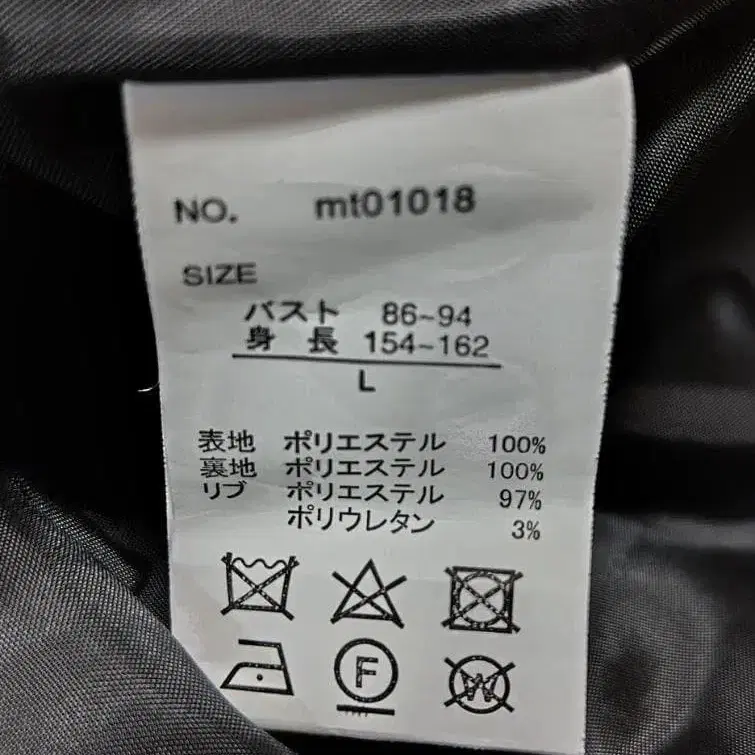 NO. mt01018
SIZE
バスト 86~94
身長 154~162
L
表地 ポリエステル 100%
裏地 ポリエステル 100%
リブ ポリエステル 97%
ポリウレタン 3%
F
W